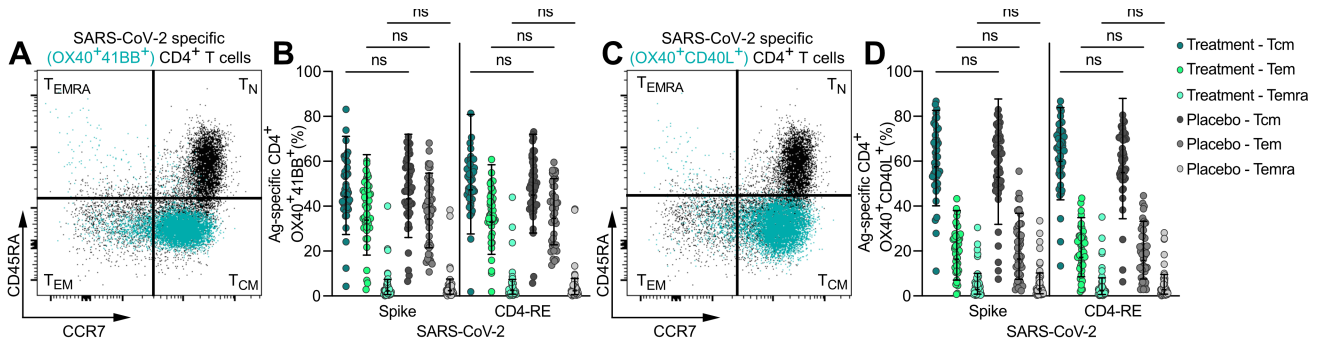 A
SARS-CoV-2 specific
(OX40+41BB+) CD4+ T cells
TEMRA
TN
TEM
TCM
CD45RA
CCR7
B
ns
ns
ns
ns
ns
ns
Ag-specific CD4+
OX40+41BB+(%)
100
80
60
40
20
0
Spike
CD4-RE
SARS-CoV-2
C
SARS-CoV-2 specific
(OX40+CD40L+) CD4+ T cells
TEMRA
TN
TEM
TCM
CD45RA
CCR7
D
ns
ns
ns
ns
ns
ns
Ag-specific CD4+
OX40+CD40L+(%)
100
80
60
40
20
0
Spike
CD4-RE
SARS-CoV-2
Treatment - Tcm
Treatment - Tem
Treatment - Temra
Placebo - Tcm
Placebo - Tem
Placebo - Temra